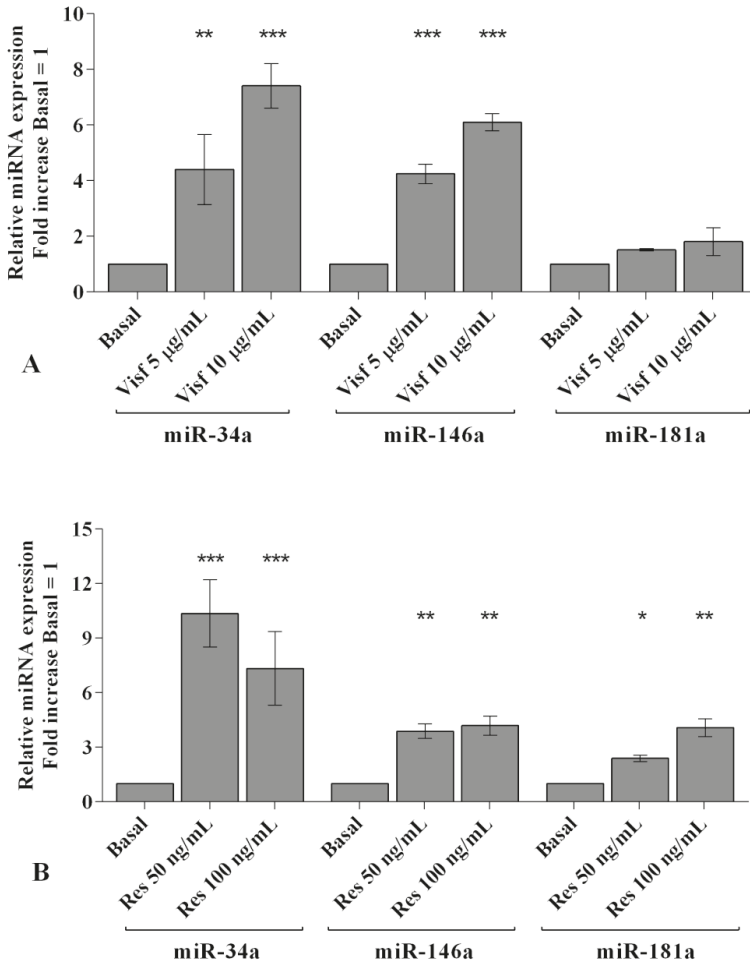 Relative miRNA expression
Fold increase Basal = 1
10
8
6
4
2
0
** *** *** ***
Basal
Visf 5 µg/mL
Visf 10 µg/mL
Basal
Visf 5 µg/mL
Visf 10 µg/mL
Basal
Visf 5 µg/mL
Visf 10 µg/mL
A
miR-34a miR-146a miR-181a
Relative miRNA expression
Fold increase Basal = 1
15
12
9
6
3
0
*** *** ** ** * **
Basal
Res 50 ng/mL
Res 100 ng/mL
Basal
Res 50 ng/mL
Res 100 ng/mL
Basal
Res 50 ng/mL
Res 100 ng/mL
B
miR-34a miR-146a miR-181a